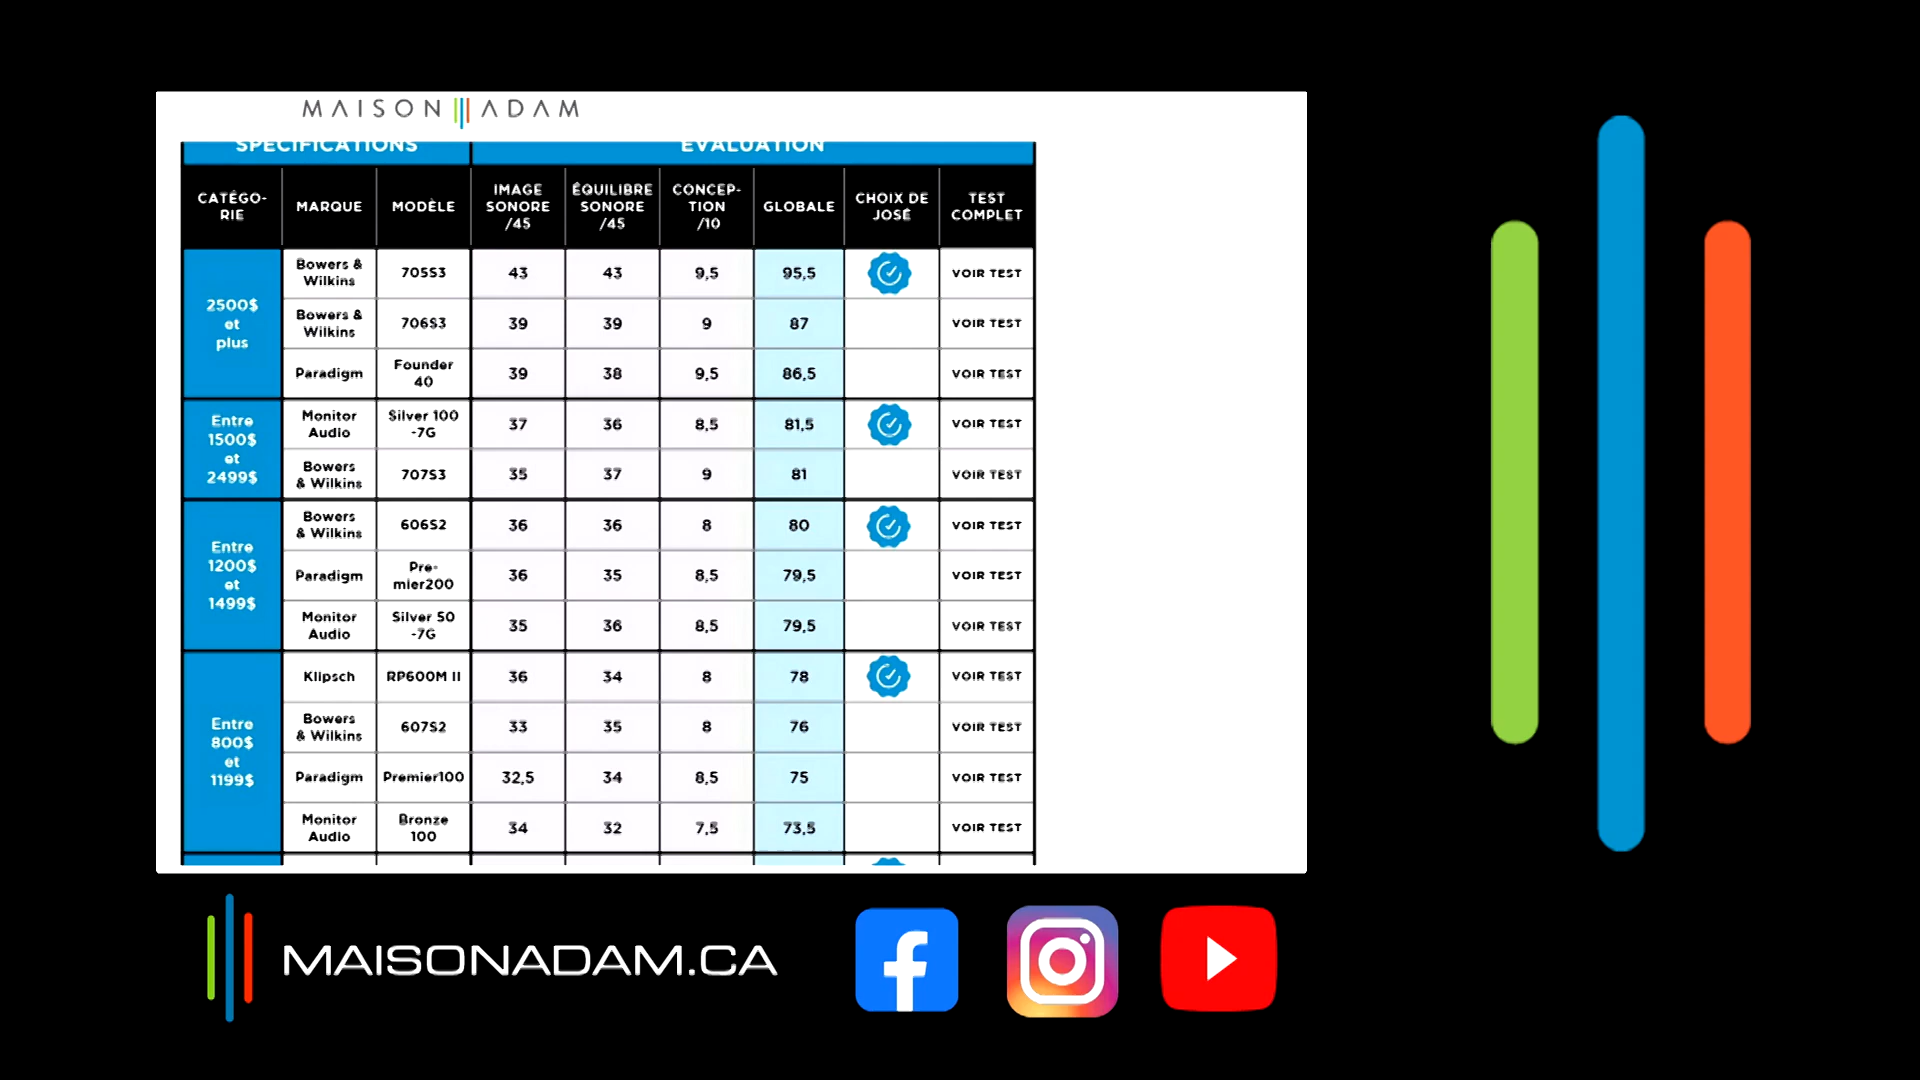 MAISON ADAM
SPÉCIFICATIONS ÉVALUATION
CATÉGO-
RIE
MARQUE
MODÈLE
IMAGE
SONORE
/45
ÉQUILIBRE
SONORE
/45
CONCEP-
TION
/10
GLOBALE
CHOIX DE
JOSÉ
TEST
COMPLET
2500$
et
plus
Bowers &
Wilkins
705S3 43 43 9,5 95,5 VOIR TEST
Bowers &
Wilkins
706S3 39 39 9 87 VOIR TEST
Paradigm
Founder
40
39 38 9,5 86,5 VOIR TEST
Entre
1500$
et
2499$
Monitor
Audio
Silver 100
-7G
37 36 8,5 81,5 VOIR TEST
Bowers
& Wilkins
707S3 35 37 9 81 VOIR TEST
Entre
1200$
et
1499$
Bowers
& Wilkins
606S2 36 36 8 80 VOIR TEST
Paradigm
Pre-
mier200
36 35 8,5 79,5 VOIR TEST
Monitor
Audio
Silver 50
-7G
35 36 8,5 79,5 VOIR TEST
Entre
800$
et
1199$
Klipsch RP600M II 36 34 8 78 VOIR TEST
Bowers
& Wilkins
607S2 33 35 8 76 VOIR TEST
Paradigm Premier100 32,5 34 8,5 75 VOIR TEST
Monitor
Audio
Bronze
100
34 32 7,5 73,5 VOIR TEST
MAISONADAM.CA